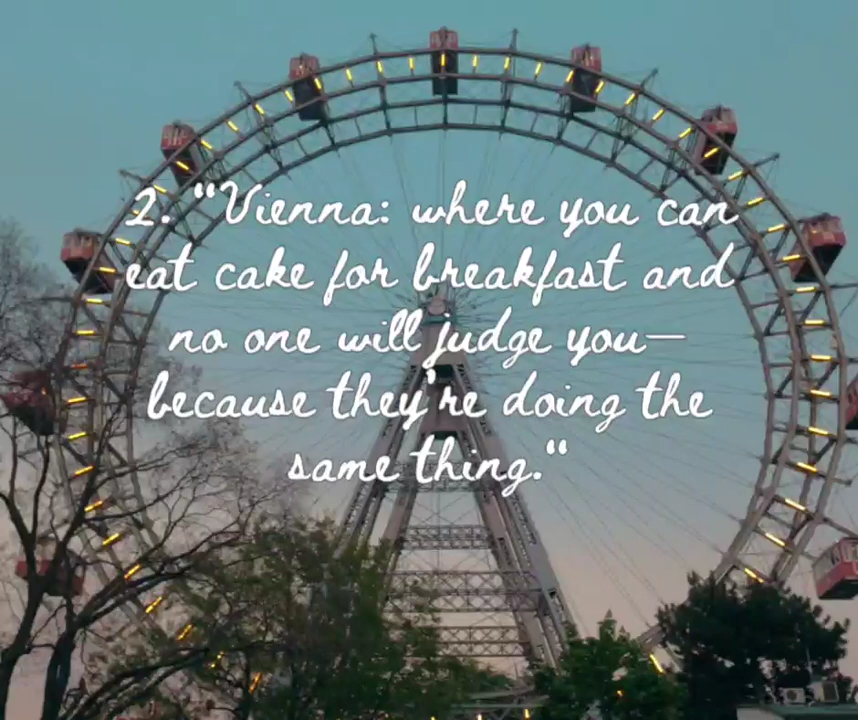 2. "Vienna: where you can
eat cake for breakfast and
no one will judge you—
because they're doing the
same thing."